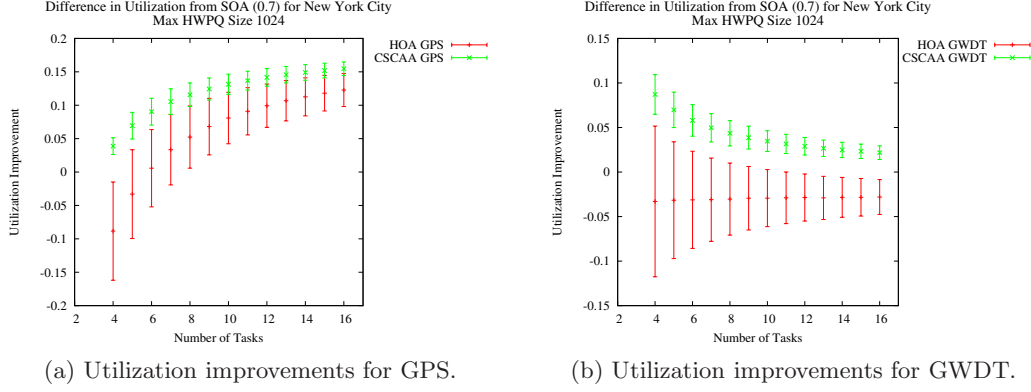 Difference in Utilization from SOA (0.7) for New York City
Max HWPQ Size 1024
HOA GPS
CSCAA GPS
Utilization Improvement
0.2
0.15
0.1
0.05
0
-0.05
-0.1
-0.15
-0.2
2 4 6 8 10 12 14 16
Number of Tasks
(a) Utilization improvements for GPS.
Difference in Utilization from SOA (0.7) for New York City
Max HWPQ Size 1024
HOA GWDT
CSCAA GWDT
Utilization Improvement
0.15
0.1
0.05
0
-0.05
-0.1
-0.15
2 4 6 8 10 12 14 16
Number of Tasks
(b) Utilization improvements for GWDT.